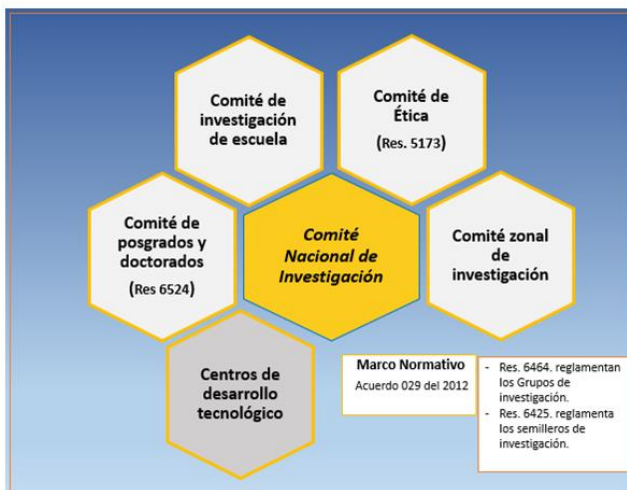 Comité de
investigación
de escuela
Comité de
Ética
(Res. 5173)
Comité de
posgrados y
doctorados
(Res 6524)
Comité
Nacional de
Investigación
Comité zonal
de
investigación
Centros de
desarrollo
tecnológico
Marco Normativo
Acuerdo 029 del 2012
- Res. 6464. reglamentan
los Grupos de
investigación.
- Res. 6425. reglamenta
los semilleros de
investigación.